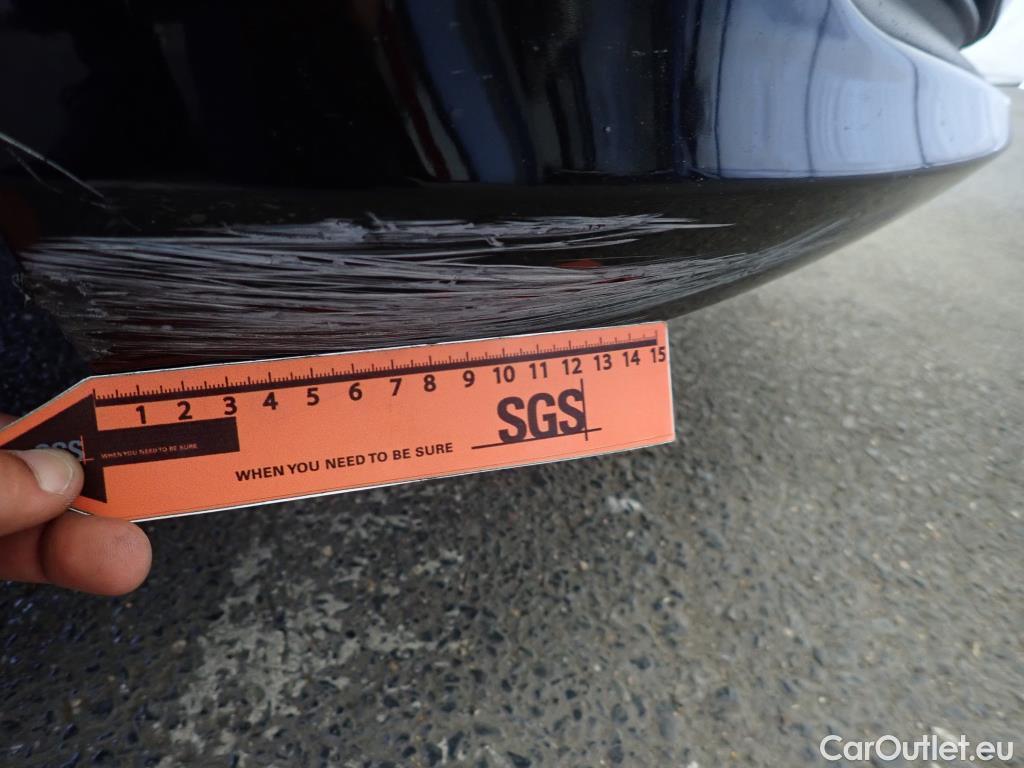 1 2 3 4 5 6 7 8 9 10 11 12 13 14 15
SGS
SGS
WHEN YOU NEED TO BE SURE
WHEN YOU NEED TO BE SURE
CarOutlet.eu